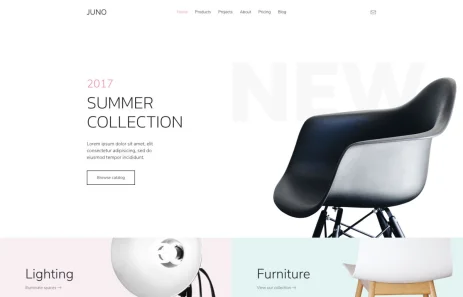 JUNO
Home Products Projects About Pricing Blog
NEW
2017
SUMMER
COLLECTION
Lorem ipsum dolor sit amet, elit
consectetur adipiscing, sed do
eiusmod tempor incididunt.
Browse catalog
Lighting
Illuminate spaces →
Furniture
View our collection →